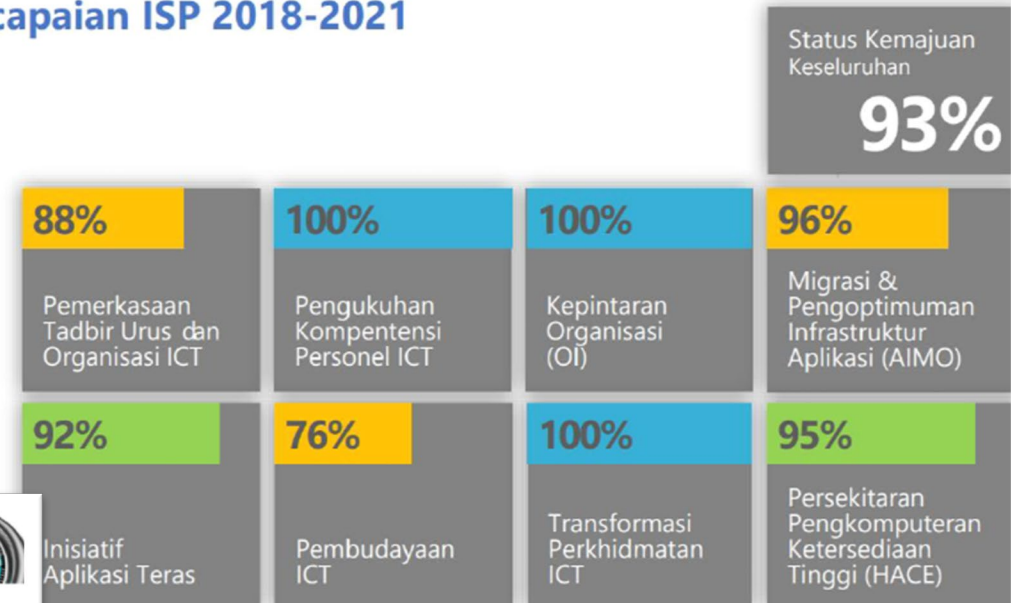 capaian ISP 2018-2021
Status Kemajuan
Keseluruhan
93%
88%
Pemerkasaan
Tadbir Urus dan
Organisasi ICT
100%
Pengukuhan
Kompentensi
Personel ICT
100%
Kepintaran
Organisasi
(OI)
96%
Migrasi &
Pengoptimuman
Infrastruktur
Aplikasi (AIMO)
92%
Inisiatif
Aplikasi Teras
76%
Pembudayaan
ICT
100%
Transformasi
Perkhidmatan
ICT
95%
Persekitaran
Pengkomputeran
Ketersediaan
Tinggi (HACE)